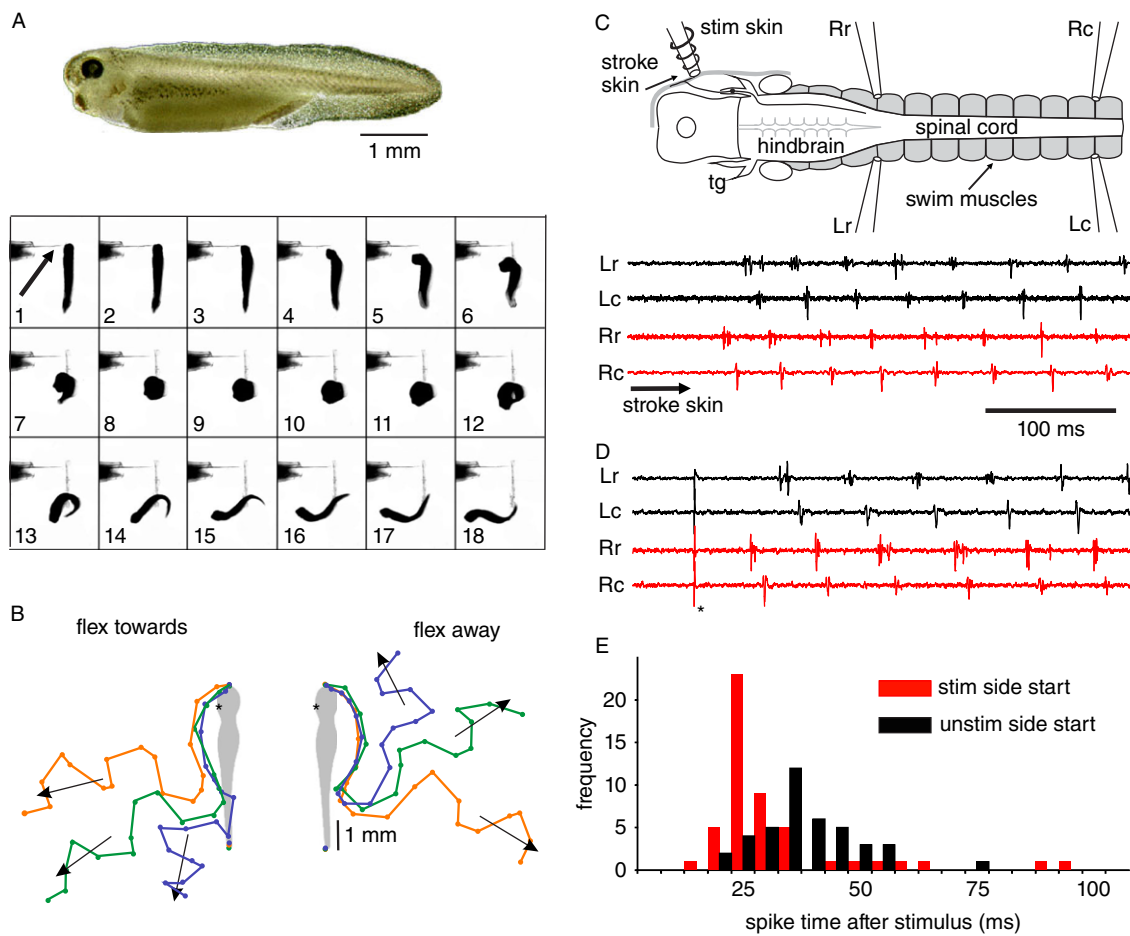 A
1 mm
1 2 3 4 5 6
7 8 9 10 11 12
13 14 15 16 17 18
B
flex towards
flex away
*
*
1 mm
C
stim skin
stroke
skin
Rr
Rc
hindbrain
spinal cord
tg
swim muscles
Lr
Lc
Lr
Lc
Rr
Rc
stroke skin
100 ms
D
Lr
Lc
Rr
Rc
*
E
stim side start
unstim side start
frequency
20
15
10
5
0
25 50 75 100
spike time after stimulus (ms)